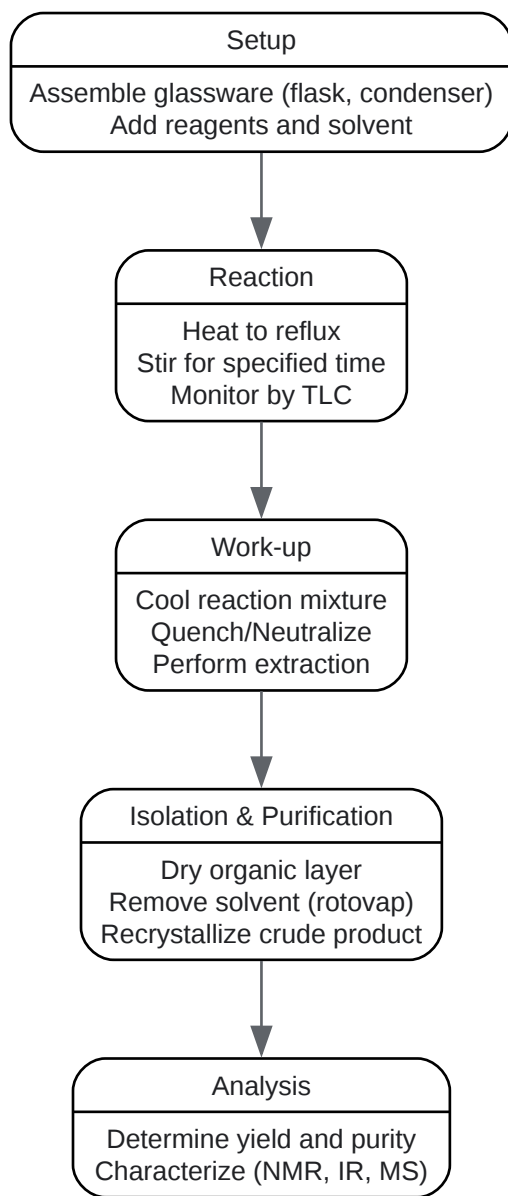 Setup
Assemble glassware (flask, condenser)
Add reagents and solvent
Reaction
Heat to reflux
Stir for specified time
Monitor by TLC
Work-up
Cool reaction mixture
Quench/Neutralize
Perform extraction
Isolation & Purification
Dry organic layer
Remove solvent (rotovap)
Recrystallize crude product
Analysis
Determine yield and purity
Characterize (NMR, IR, MS)